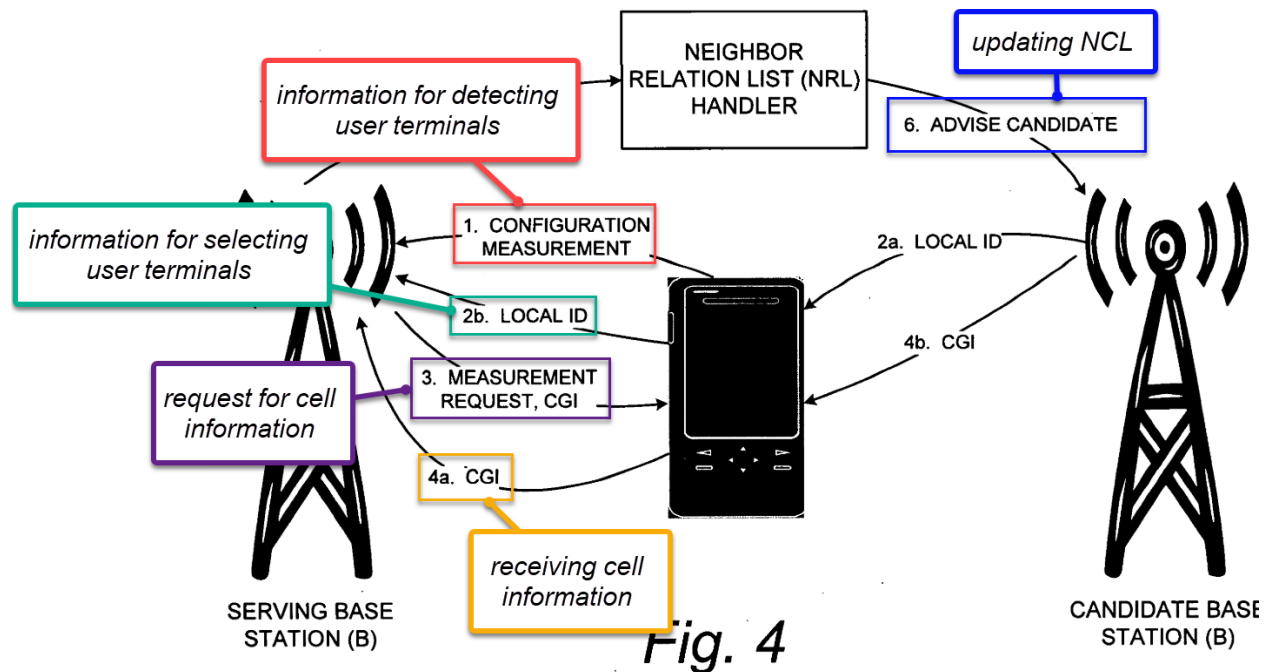 NEIGHBOR
RELATION LIST (NRL)
HANDLER
updating NCL
information for detecting
user terminals
6. ADVISE CANDIDATE
information for selecting
user terminals
1. CONFIGURATION
MEASUREMENT
2a. LOCAL ID
2b. LOCAL ID
4b. CGI
request for cell
information
3. MEASUREMENT
REQUEST, CGI
4a. CGI
receiving cell
information
SERVING BASE
STATION (B)
CANDIDATE BASE
STATION (B)
Fig. 4